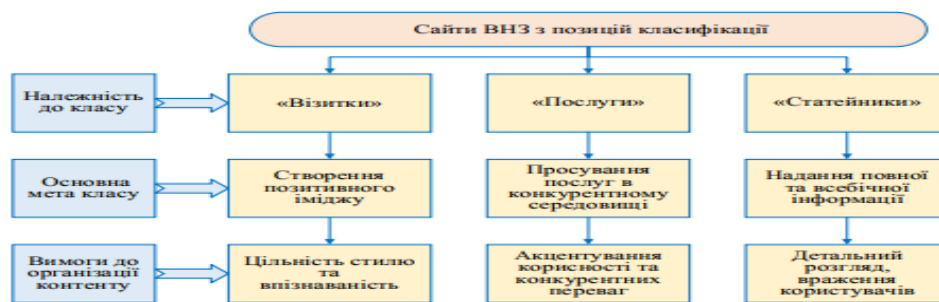 Сайти ВНЗ з позицій класифікації
Належність
до класу
«Візитки»
«Послуги»
«Статейники»
Основна
мета класу
Створення
позитивного
іміджу
Просування
послуг в
конкурентному
середовищі
Надання повної
та всебічної
інформації
Вимоги до
організації
контенту
Цільність стилю
та
впізнаваність
Акцентування
корисності та
конкурентних
переваг
Детальний
розгляд,
враження
користувачів